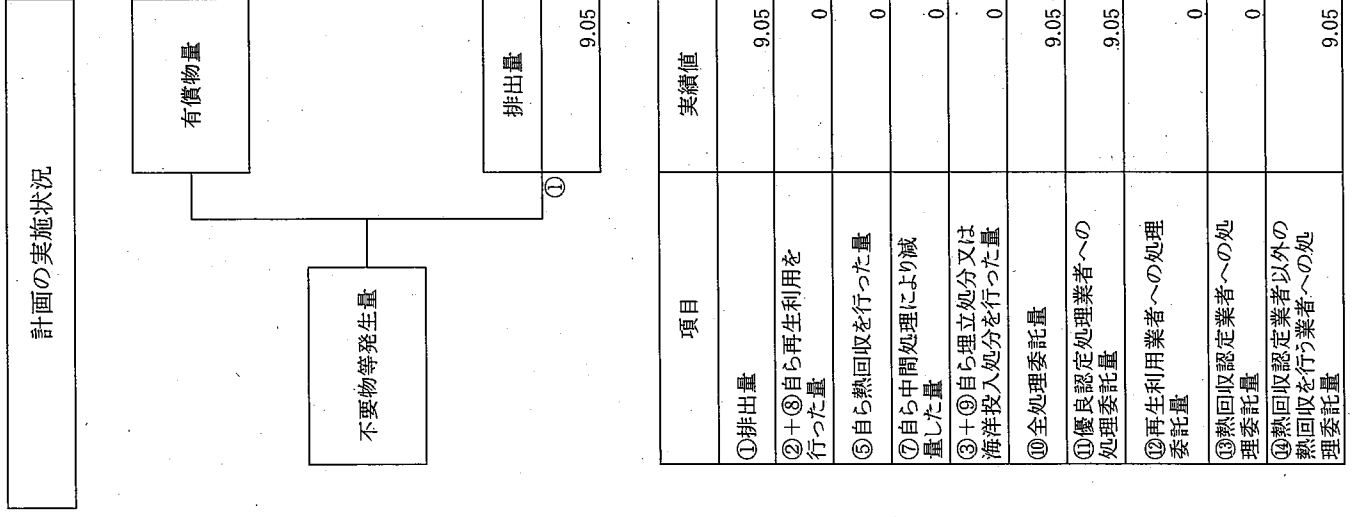 計画の実施状況
有償物量
不要物等発生量
排出量
①
9.05
項目
実績値
①排出量
9.05
②+⑧自ら再生利用を
行った量
0
⑤自ら熱回収を行った量
0
⑦自ら中間処理により減
量した量
0
③+⑨自ら埋立処分又は
海洋投入処分を行った量
0
⑩全処理委託量
9.05
⑪優良認定処理業者への
処理委託量
9.05
⑫再生利用業者への処理
委託量
0
⑬熱回収認定業者への処
理委託量
0
⑭熱回収認定業者以外の
熱回収を行う業者への処
理委託量
9.05